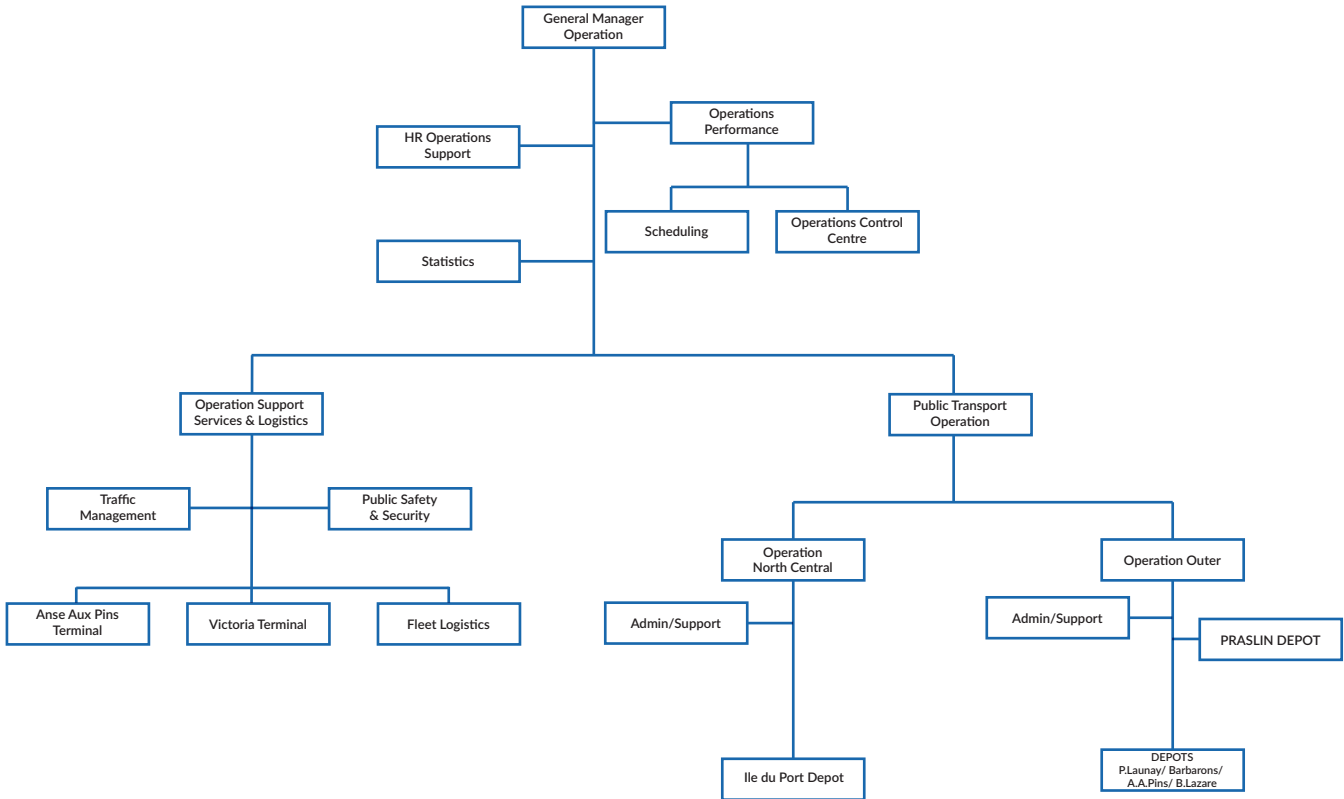 General Manager
Operation
Operations
Performance
HR Operations
Support
Scheduling
Operations Control
Centre
Statistics
Operation Support
Services & Logistics
Public Transport
Operation
Traffic
Management
Public Safety
& Security
Operation
North Central
Operation Outer
Anse Aux Pins
Terminal
Victoria Terminal
Fleet Logistics
Admin/Support
Admin/Support
PRASLIN DEPOT
Ile du Port Depot
DEPOTS
P.Launay/ Barbarons/
A.A.Pins/ B.Lazare